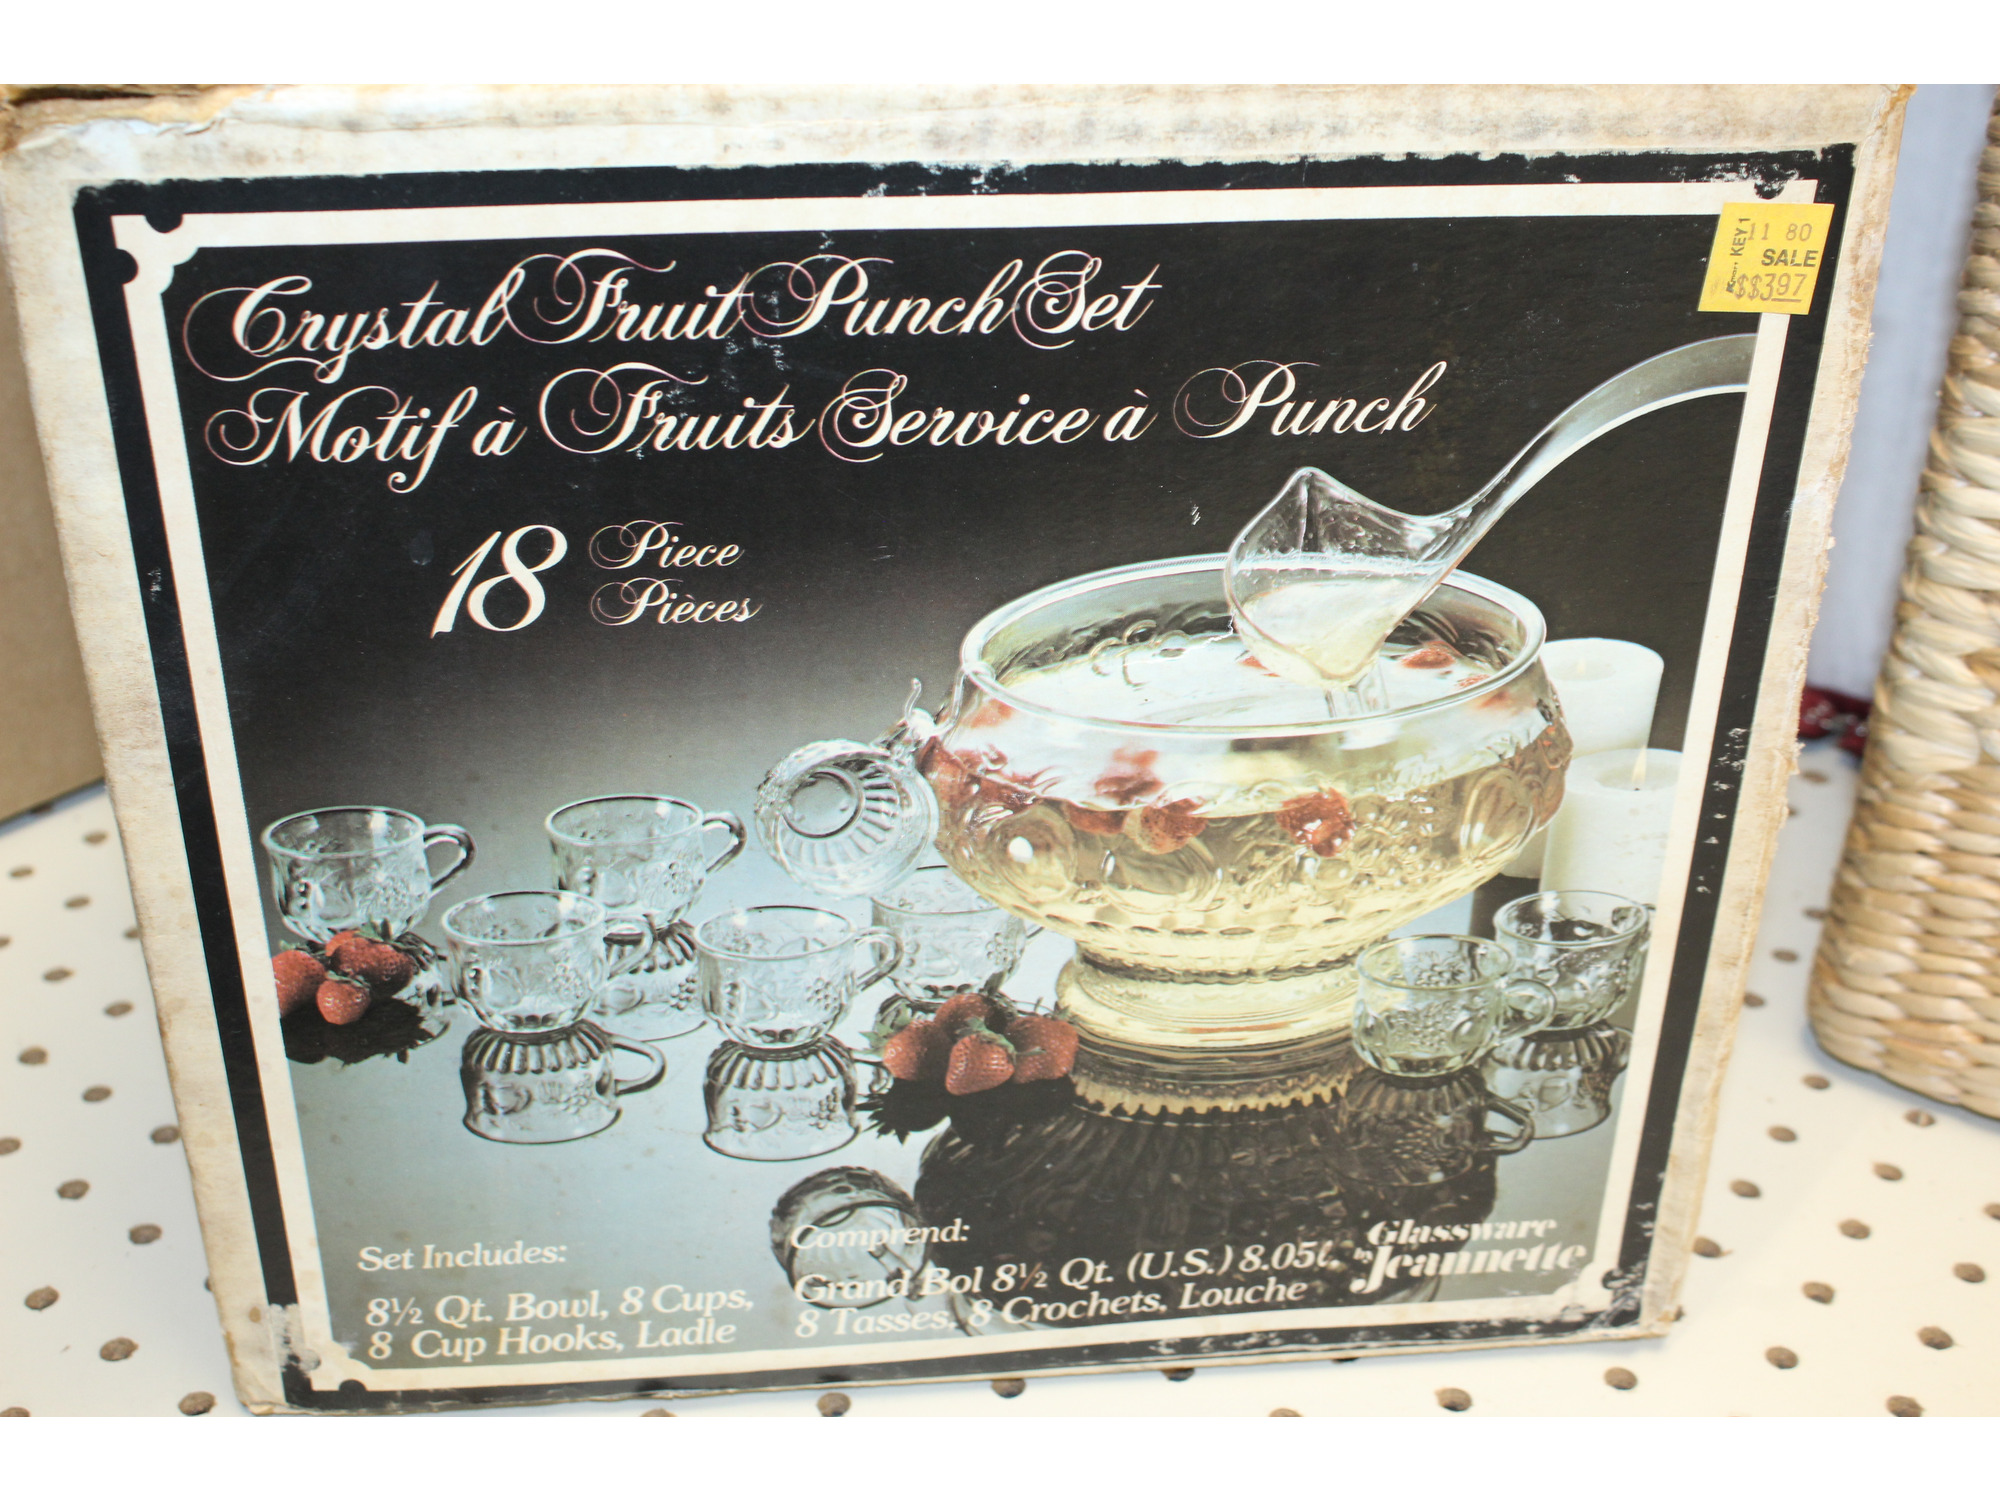 Crystal Fruit Punch Set
Motif à Fruits Service à Punch
18 Piece
Pièces
KEY 1
11 80
SALE
$$397
Set Includes:
8½ Qt. Bowl, 8 Cups,
8 Cup Hooks, Ladle
Comprend:
Grand Bol 8½ Qt. (U.S.) 8.05ℓ.
8 Tasses, 8 Crochets, Louche
Glassware
by Jeannette